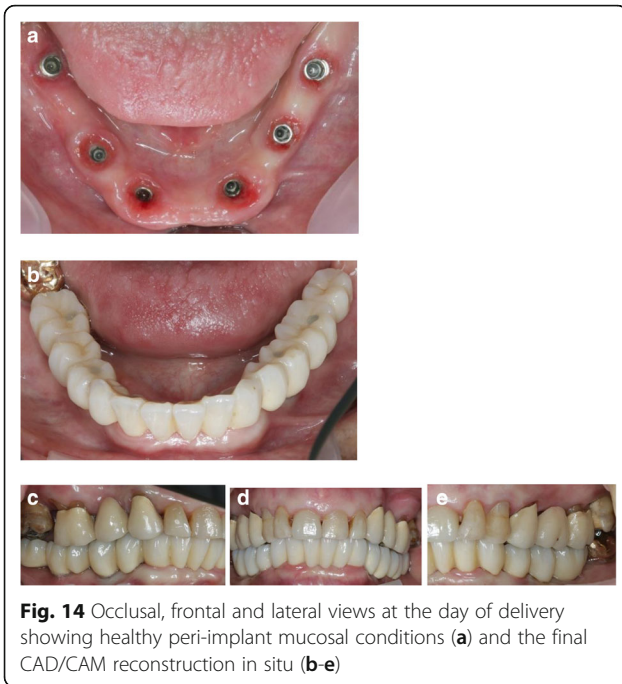 a
b
c d e
Fig. 14 Occlusal, frontal and lateral views at the day of delivery
showing healthy peri-implant mucosal conditions (a) and the final
CAD/CAM reconstruction in situ (b-e)